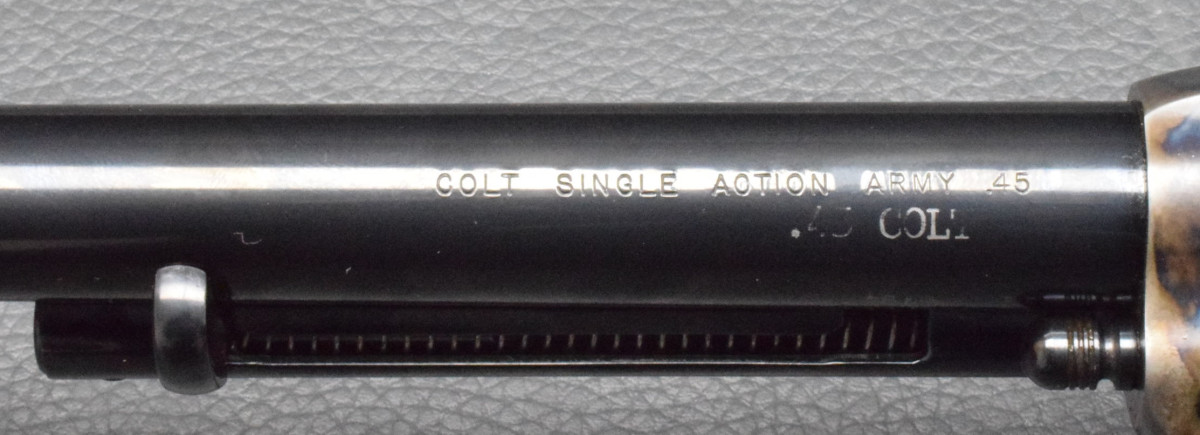 COLT SINGLE ACTION ARMY .45
.45 COLT